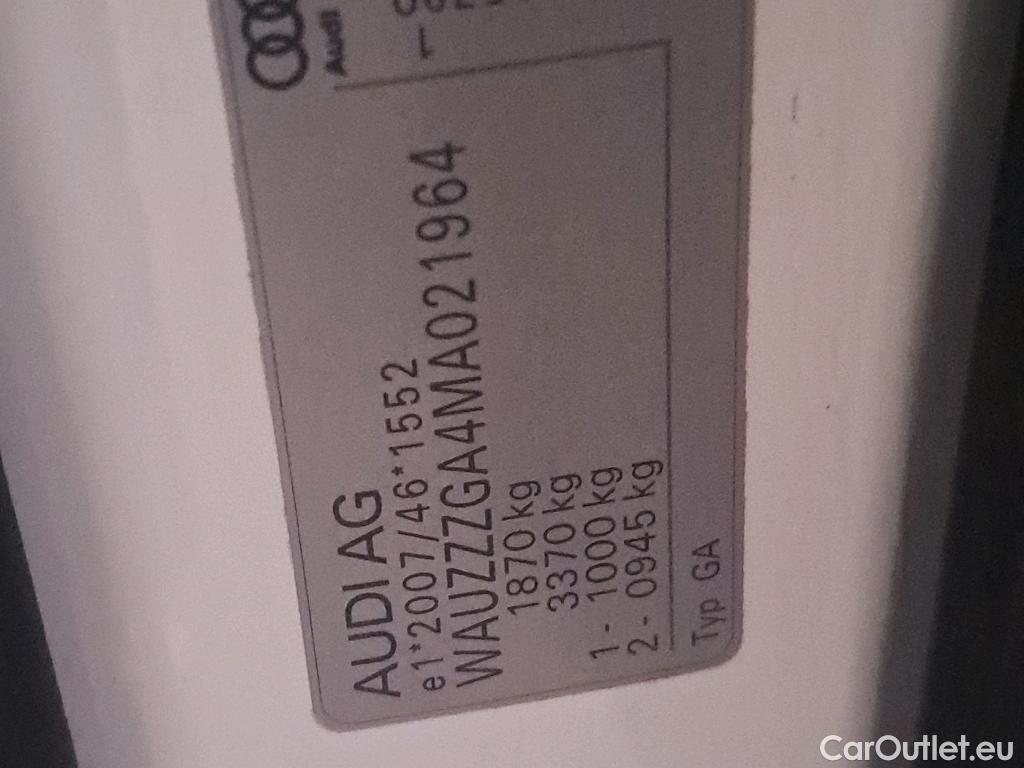 AUDI AG
e1*2007/46*1552
WAUZZZGA4MA021964
1870 kg
3370 kg
1- 1000 kg
2- 0945 kg
Typ GA
Audi
CarOutlet.eu